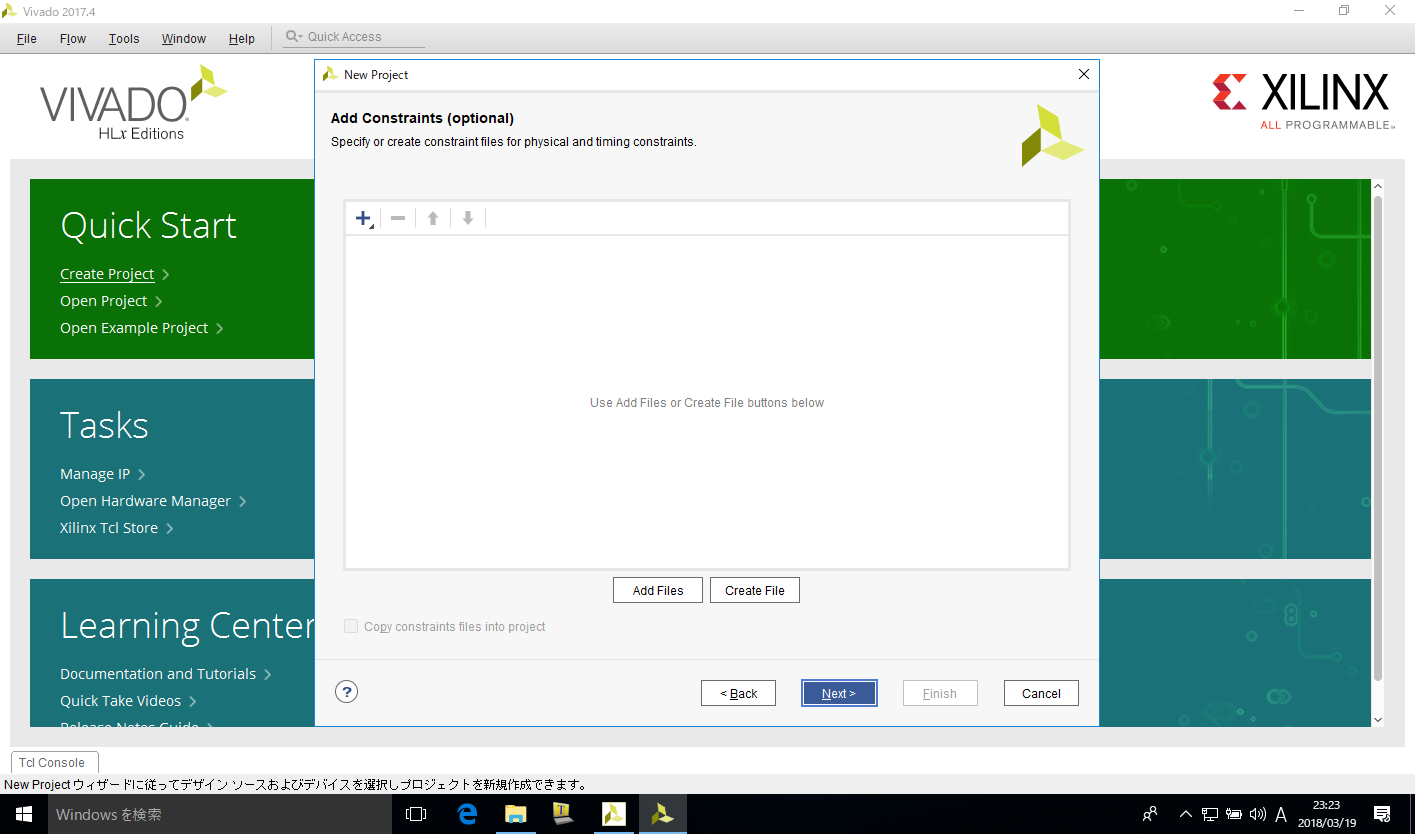 Vivado 2017.4
File Flow Tools Window Help Quick Access
VIVADO
HLx Editions
XILINX
ALL PROGRAMMABLE™
New Project
Add Constraints (optional)
Specify or create constraint files for physical and timing constraints.
Use Add Files or Create File buttons below
Add Files Create File
Copy constraints files into project
? < Back Next > Finish Cancel
Quick Start
Create Project >
Open Project >
Open Example Project >
Tasks
Manage IP >
Open Hardware Manager >
Xilinx Tcl Store >
Learning Center
Documentation and Tutorials >
Quick Take Videos >
Release Notes Guide >
Tcl Console
New Project ウィザードに従ってデザイン ソースおよびデバイスを選択しプロジェクトを新規作成できます。
Windows を検索
A
23:23
2018/03/19